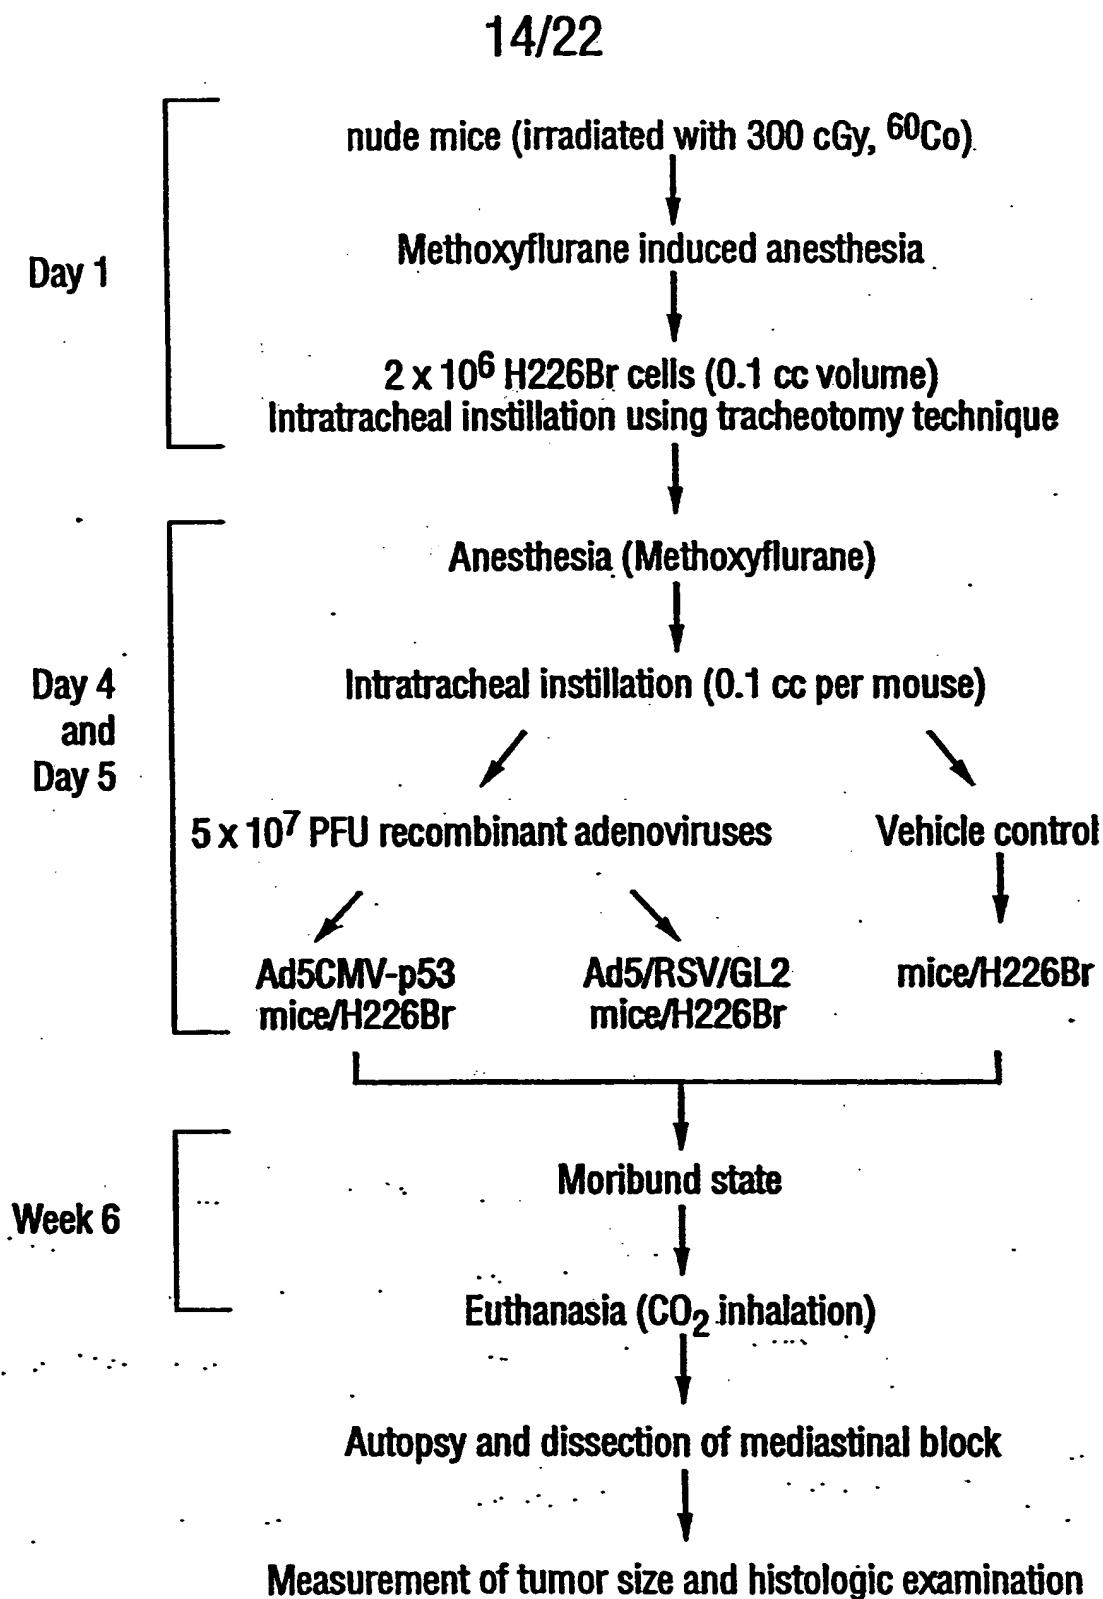 14/22
nude mice (irradiated with 300 cGy, ⁶⁰Co)
Day 1
Methoxyflurane induced anesthesia
2 x 10⁶ H226Br cells (0.1 cc volume)
Intratracheal instillation using tracheotomy technique
Anesthesia (Methoxyflurane)
Day 4
and
Day 5
Intratracheal instillation (0.1 cc per mouse)
5 x 10⁷ PFU recombinant adenoviruses
Vehicle control
Ad5CMV-p53
mice/H226Br
Ad5/RSV/GL2
mice/H226Br
mice/H226Br
Week 6
Moribund state
Euthanasia (CO₂ inhalation)
Autopsy and dissection of mediastinal block
Measurement of tumor size and histologic examination